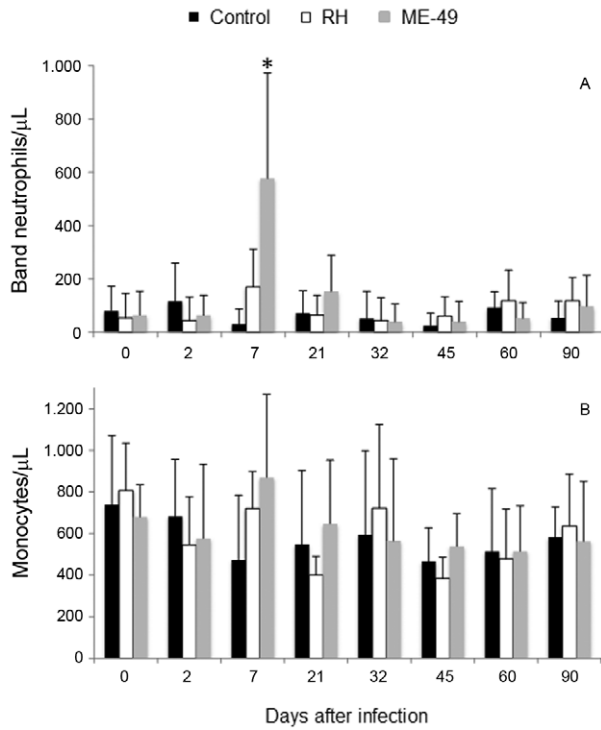 Control RH ME-49
*
A
Band neutrophils/μL
1.000
800
600
400
200
0
0 2 7 21 32 45 60 90
B
Monocytes/μL
1.200
1.000
800
600
400
200
0
0 2 7 21 32 45 60 90
Days after infection